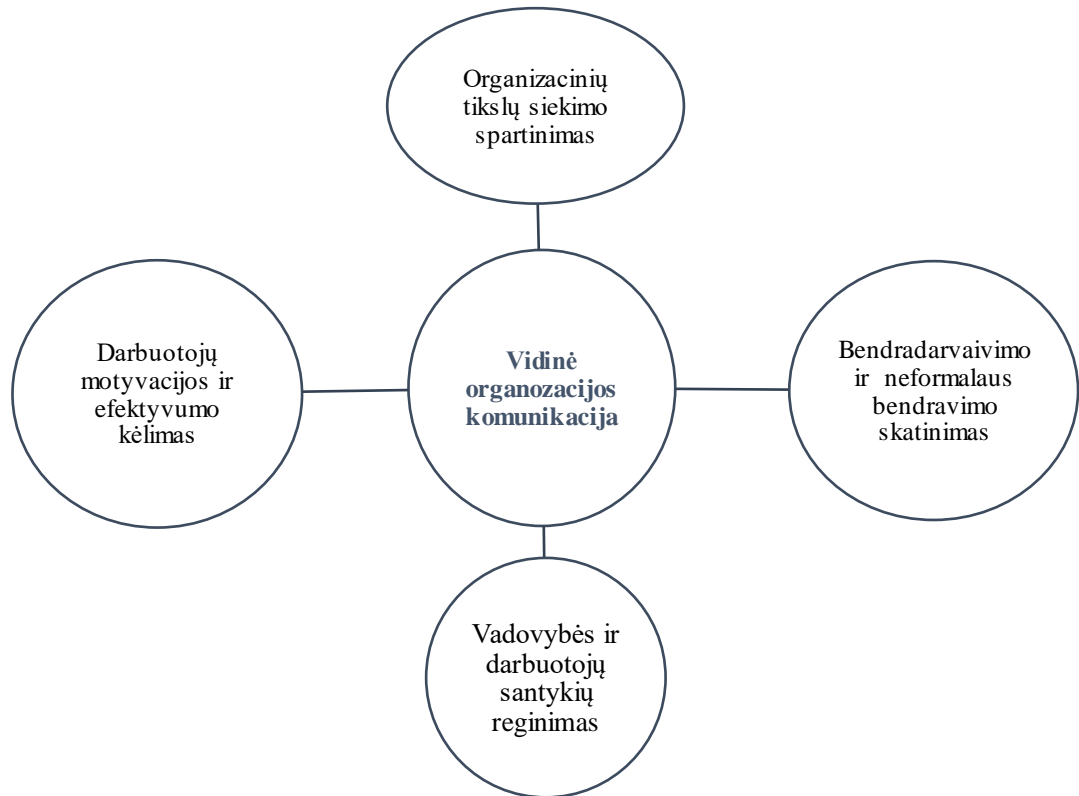 Organizacinių
tikslų siekimo
spartinimas
Darbuotojų
motyvacijos ir
efektyvumo
kėlimas
Vidinė
organozacijos
komunikacija
Bendradarvaivimo
ir neformalaus
bendravimo
skatinimas
Vadovybės ir
darbuotojų
santykių
reginimas